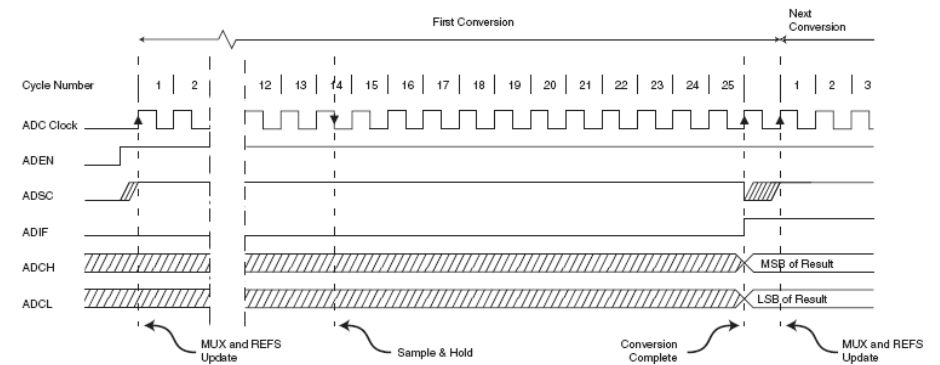 First Conversion
Next
Conversion
Cycle Number 1 2 12 13 14 15 16 17 18 19 20 21 22 23 24 25 1 2 3
ADC Clock
ADEN
ADSC
ADIF
ADCH MSB of Result
ADCL LSB of Result
MUX and REFS
Update
Sample & Hold
Conversion
Complete
MUX and REFS
Update